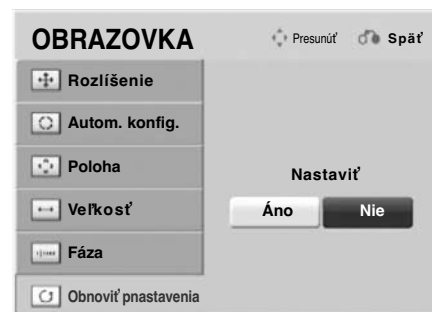 OBRAZOVKA
Presunúť Späť
Rozlíšenie
Autom. konfig.
Poloha
Veľkosť
Fáza
Obnoviť pnastavenia
Nastaviť
Áno Nie